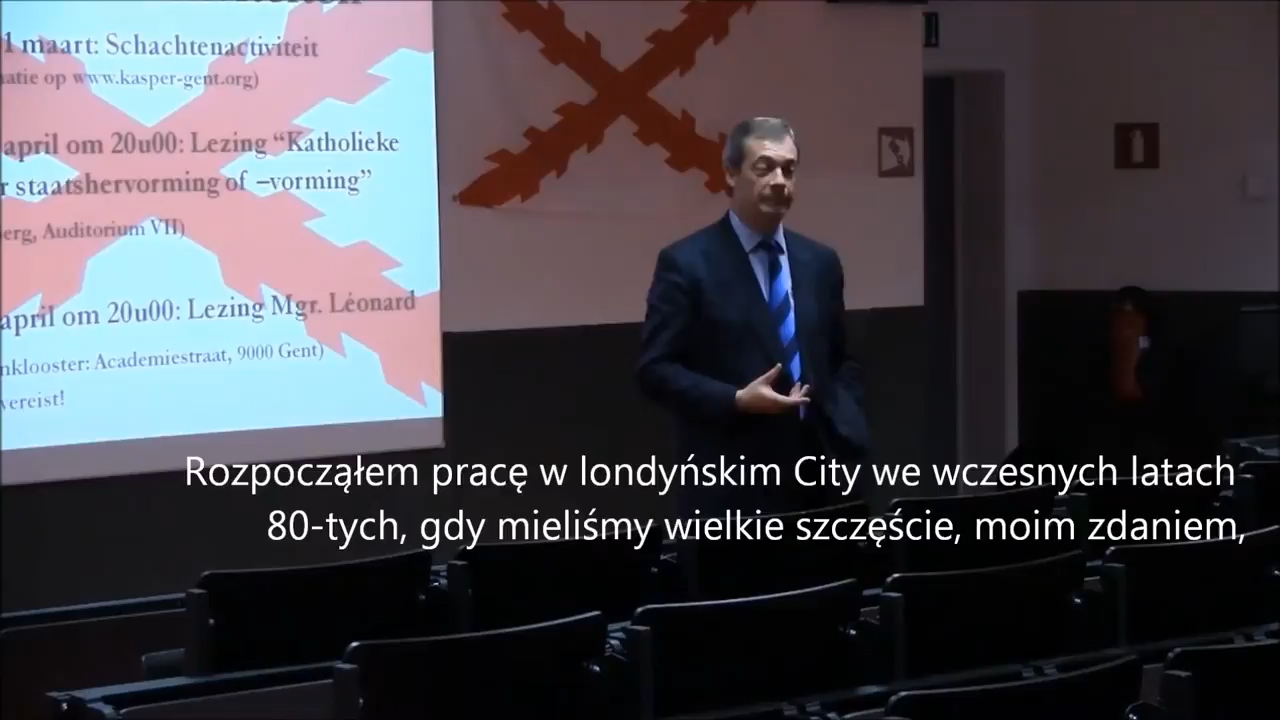 1 maart: Schachtenactiviteit
atie op www.kasper-gent.org)
april om 20u00: Lezing “Katholieke
r staatshervorming of –vorming”
erg, Auditorium VII)
april om 20u00: Lezing Mgr. Léonard
nklooster: Academiestraat, 9000 Gent)
vereist!
Rozpocząłem pracę w londyńskim City we wczesnych latach
80-tych, gdy mieliśmy wielkie szczęście, moim zdaniem,